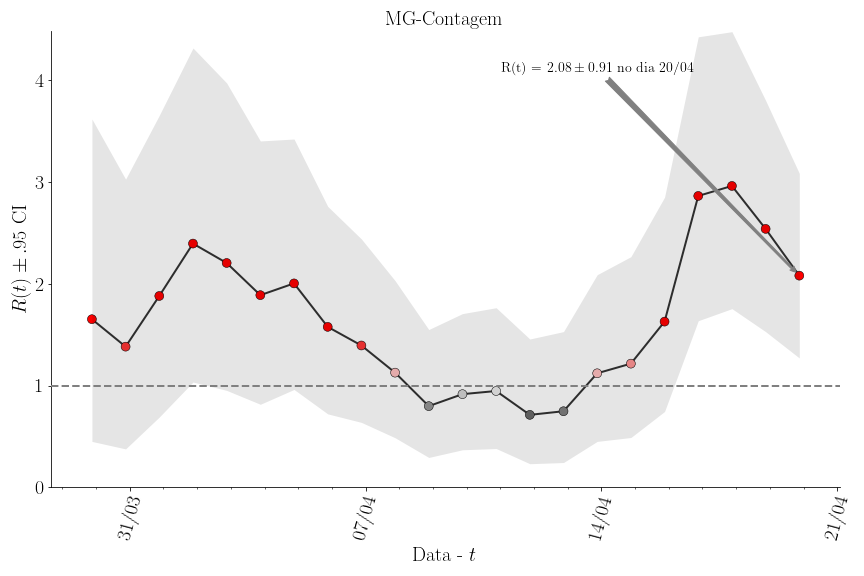 MG-Contagem
R(t) = 2.08 ± 0.91 no dia 20/04
R(t) ± .95 CI
4
3
2
1
0
31/03
07/04
14/04
21/04
Data - t